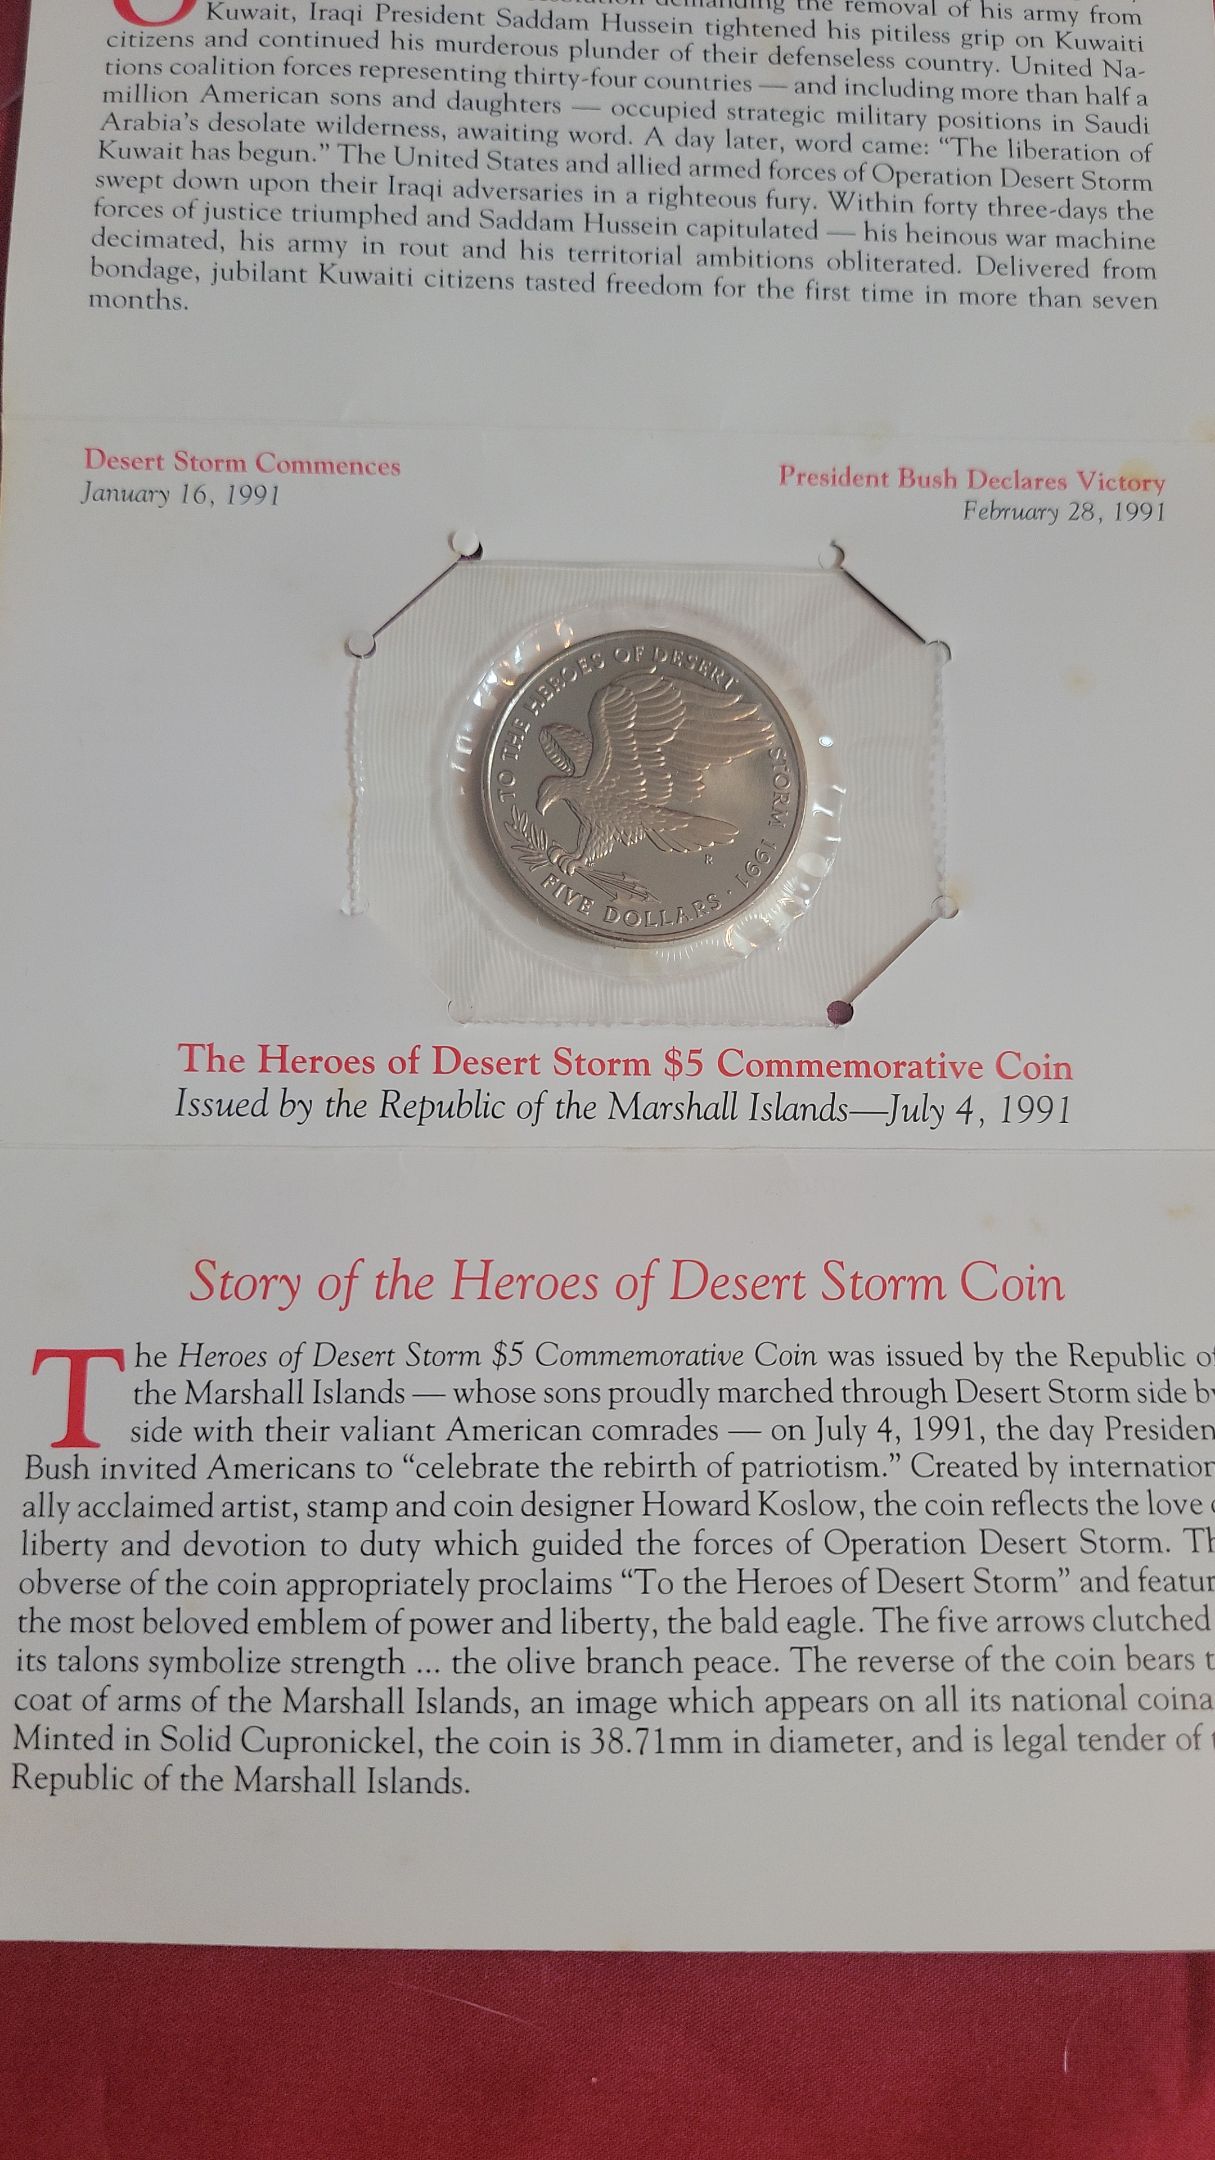 the removal of his army from
Kuwait, Iraqi President Saddam Hussein tightened his pitiless grip on Kuwaiti
citizens and continued his murderous plunder of their defenseless country. United Na-
tions coalition forces representing thirty-four countries — and including more than half a
million American sons and daughters — occupied strategic military positions in Saudi
Arabia's desolate wilderness, awaiting word. A day later, word came: “The liberation of
Kuwait has begun.” The United States and allied armed forces of Operation Desert Storm
swept down upon their Iraqi adversaries in a righteous fury. Within forty three-days the
forces of justice triumphed and Saddam Hussein capitulated — his heinous war machine
decimated, his army in rout and his territorial ambitions obliterated. Delivered from
bondage, jubilant Kuwaiti citizens tasted freedom for the first time in more than seven
months.
Desert Storm Commences
January 16, 1991
President Bush Declares Victory
February 28, 1991
TO THE HEROES OF DESERT STORM 1991
FIVE DOLLARS
R
The Heroes of Desert Storm $5 Commemorative Coin
Issued by the Republic of the Marshall Islands—July 4, 1991
Story of the Heroes of Desert Storm Coin
The Heroes of Desert Storm $5 Commemorative Coin was issued by the Republic of
the Marshall Islands — whose sons proudly marched through Desert Storm side by
side with their valiant American comrades — on July 4, 1991, the day Presiden
Bush invited Americans to “celebrate the rebirth of patriotism.” Created by internation
ally acclaimed artist, stamp and coin designer Howard Koslow, the coin reflects the love
liberty and devotion to duty which guided the forces of Operation Desert Storm. Th
obverse of the coin appropriately proclaims “To the Heroes of Desert Storm” and featur
the most beloved emblem of power and liberty, the bald eagle. The five arrows clutched
its talons symbolize strength ... the olive branch peace. The reverse of the coin bears t
coat of arms of the Marshall Islands, an image which appears on all its national coina
Minted in Solid Cupronickel, the coin is 38.71mm in diameter, and is legal tender of
Republic of the Marshall Islands.